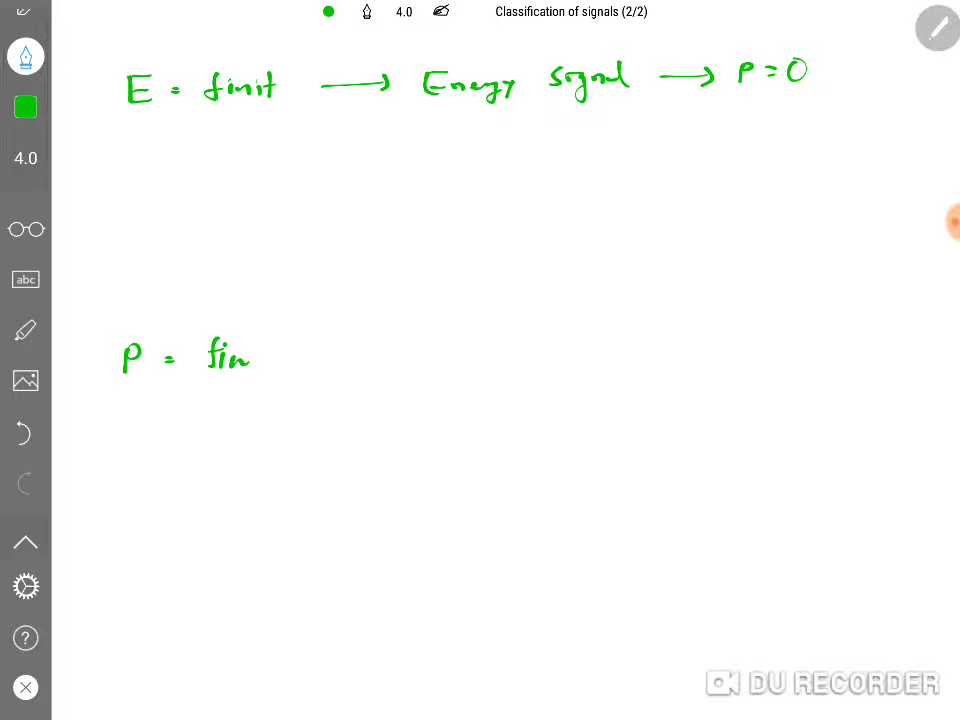 4.0 Classification of signals (2/2)
E = finit → Energy signal → P = 0
4.0
abc
P = fin
?
DU RECORDER